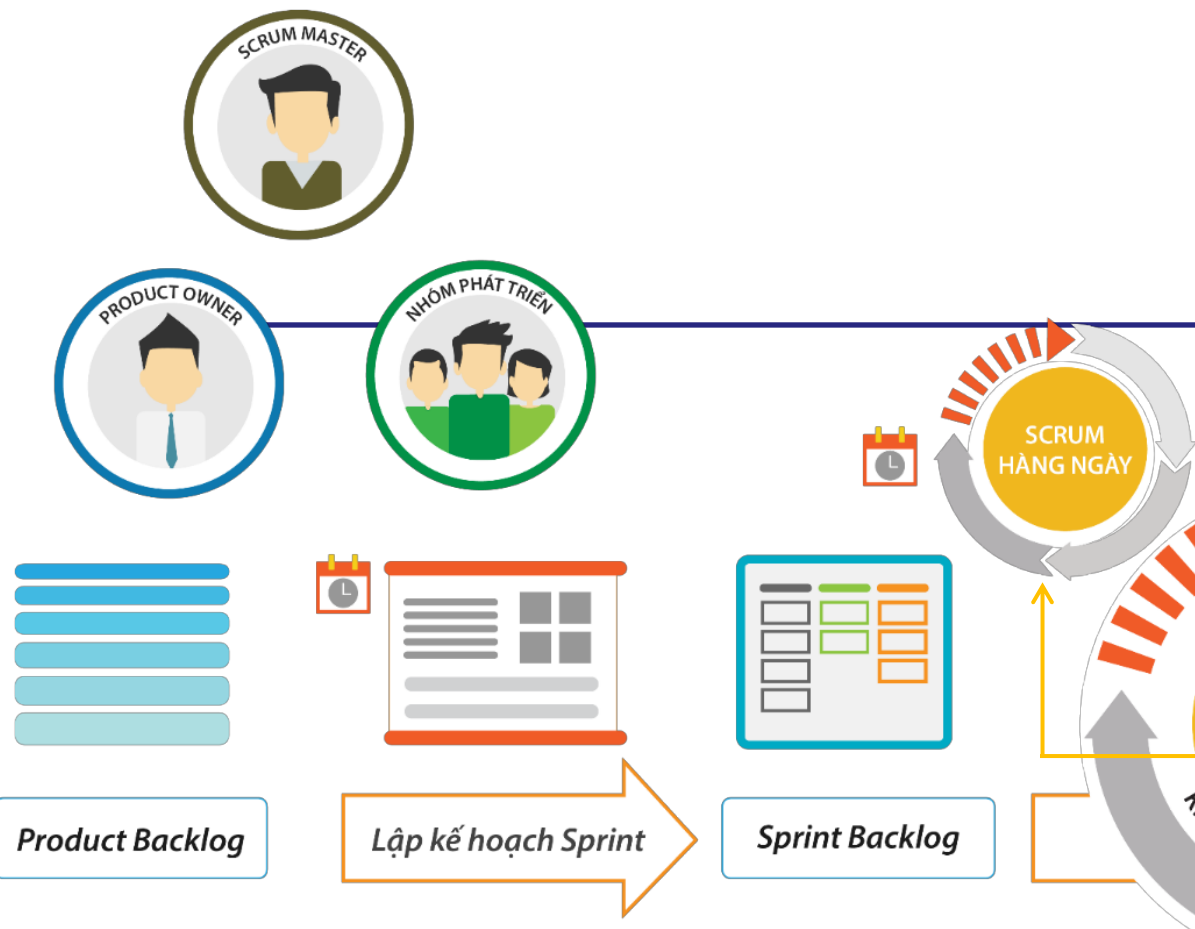 SCRUM MASTER
PRODUCT OWNER
NHÓM PHÁT TRIỂN
SCRUM
HÀNG NGÀY
Product Backlog
Lập kế hoạch Sprint
Sprint Backlog